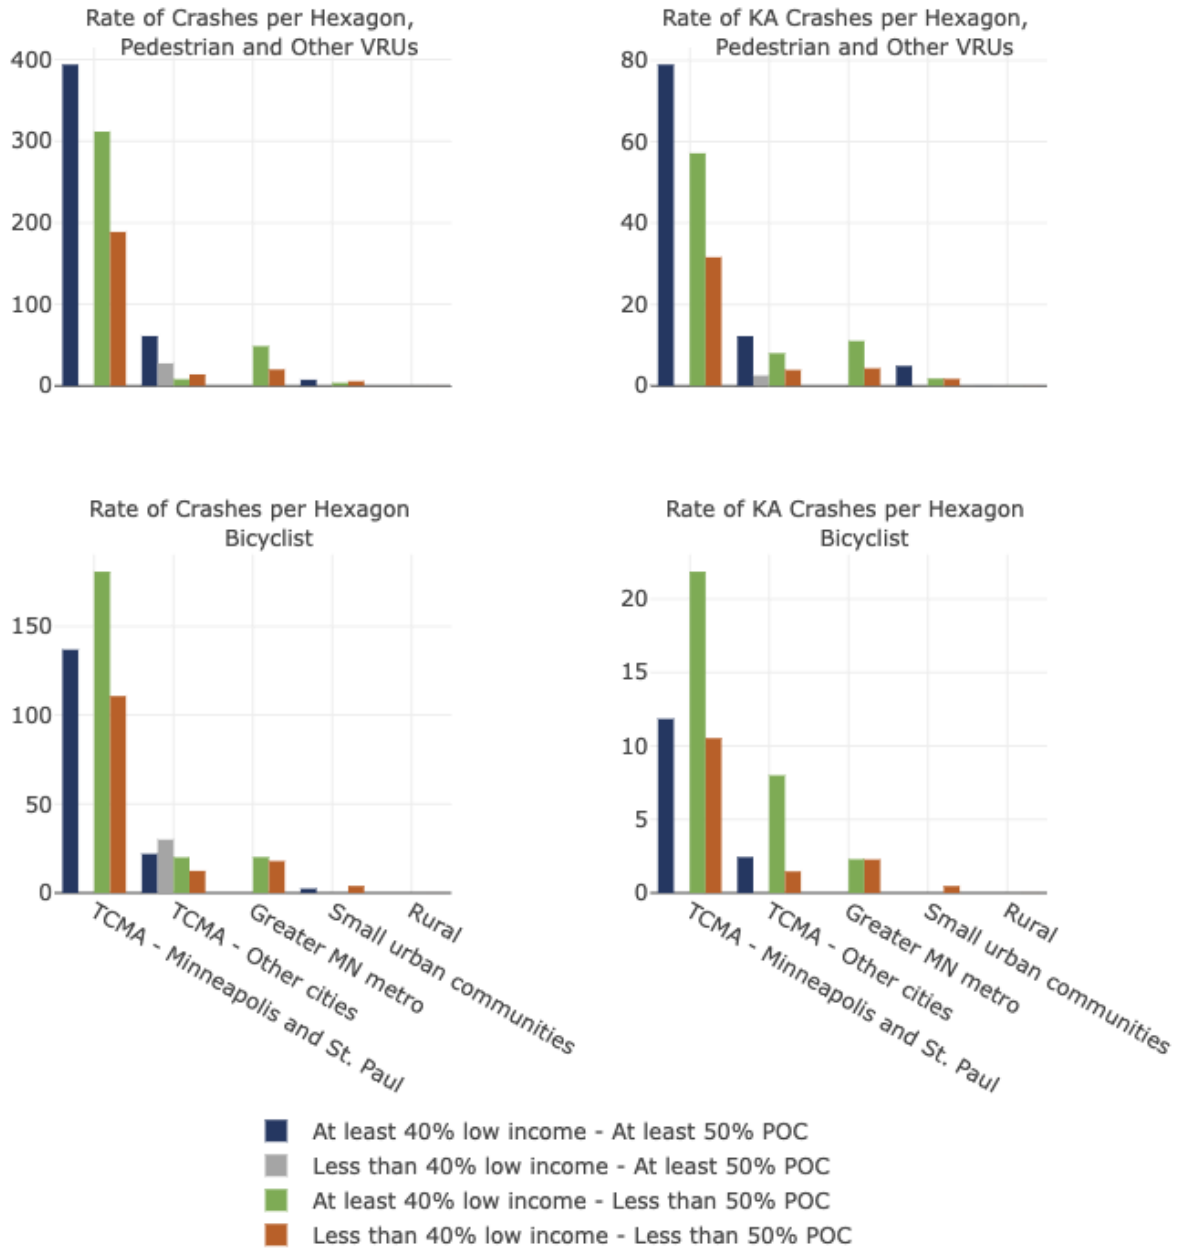 Rate of Crashes per Hexagon,
Pedestrian and Other VRUs
400
300
200
100
0
Rate of KA Crashes per Hexagon,
Pedestrian and Other VRUs
80
60
40
20
0
Rate of Crashes per Hexagon
Bicyclist
150
100
50
0
TCMA - Minneapolis and St. Paul
TCMA - Other cities
Greater MN metro
Small urban communities
Rural
Rate of KA Crashes per Hexagon
Bicyclist
20
15
10
5
0
TCMA - Minneapolis and St. Paul
TCMA - Other cities
Greater MN metro
Small urban communities
Rural
At least 40% low income - At least 50% POC
Less than 40% low income - At least 50% POC
At least 40% low income - Less than 50% POC
Less than 40% low income - Less than 50% POC